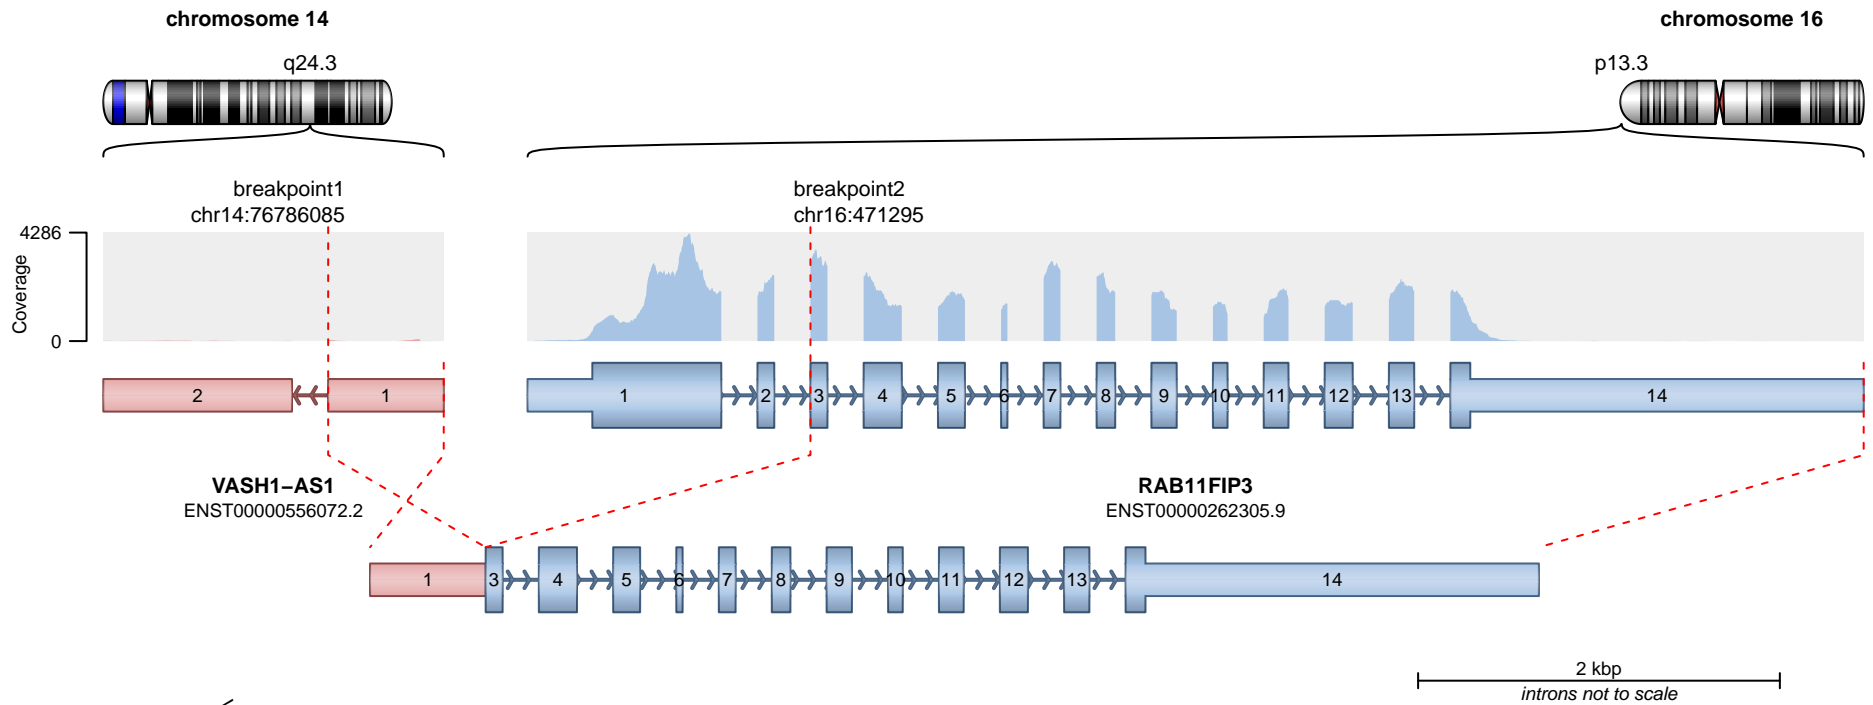 chromosome 14
chromosome 16
q24.3
p13.3
breakpoint1
chr14:76786085
breakpoint2
chr16:471295
4286
Coverage
0
2 1
1 2 3 4 5 6 7 8 9 10 11 12 13 14
VASH1−AS1
ENST00000556072.2
RAB11FIP3
ENST00000262305.9
1 3 4 5 6 7 8 9 10 11 12 13 14
2 kbp
introns not to scale